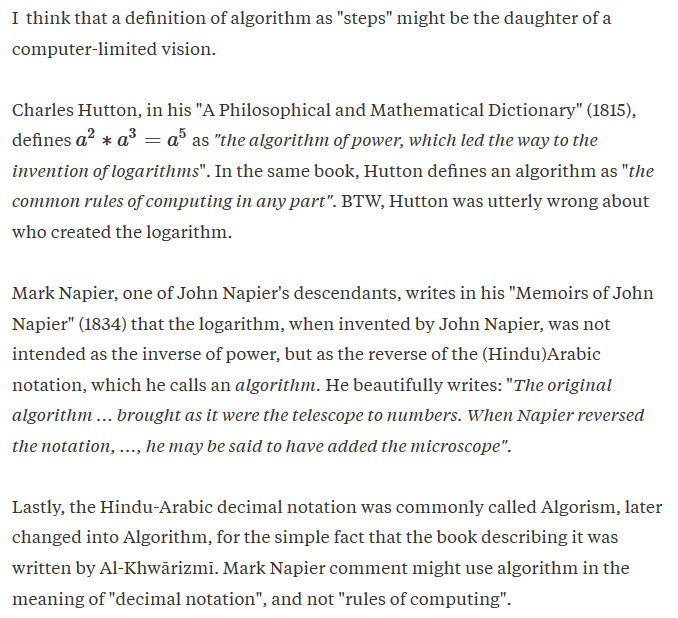 I think that a definition of algorithm as "steps" might be the daughter of a
computer-limited vision.
Charles Hutton, in his "A Philosophical and Mathematical Dictionary" (1815),
defines a² * a³ = a⁵ as "the algorithm of power, which led the way to the
invention of logarithms". In the same book, Hutton defines an algorithm as "the
common rules of computing in any part". BTW, Hutton was utterly wrong about
who created the logarithm.
Mark Napier, one of John Napier's descendants, writes in his "Memoirs of John
Napier" (1834) that the logarithm, when invented by John Napier, was not
intended as the inverse of power, but as the reverse of the (Hindu)Arabic
notation, which he calls an algorithm. He beautifully writes: "The original
algorithm ... brought as it were the telescope to numbers. When Napier reversed
the notation, ..., he may be said to have added the microscope".
Lastly, the Hindu-Arabic decimal notation was commonly called Algorism, later
changed into Algorithm, for the simple fact that the book describing it was
written by Al-Khwārizmī. Mark Napier comment might use algorithm in the
meaning of "decimal notation", and not "rules of computing".